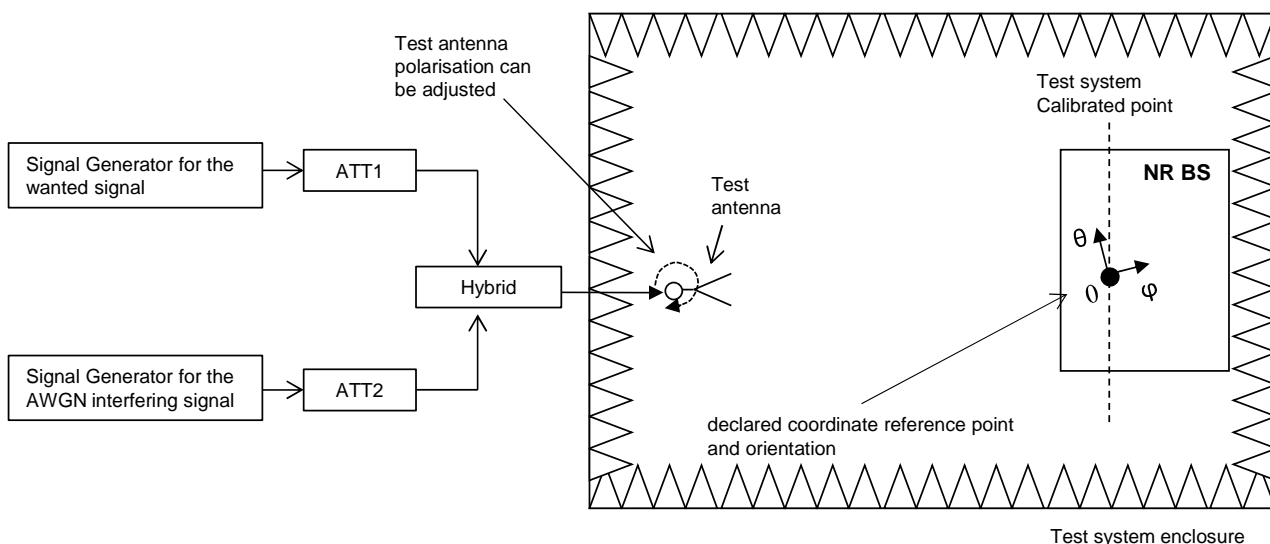 Test antenna
polarisation can
be adjusted
Test system
Calibrated point
Signal Generator for the
wanted signal
ATT1
NR BS
Test
antenna
θ
Hybrid
0
φ
Signal Generator for the
AWGN interfering signal
ATT2
declared coordinate reference point
and orientation
Test system enclosure